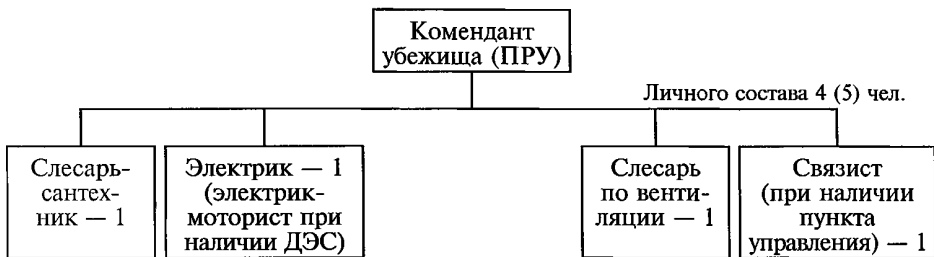 Комендант
убежища (ПРУ)
Личного состава 4 (5) чел.
Слесарь-
сантех-
ник — 1
Электрик — 1
(электрик-
моторист при
наличии ДЭС)
Слесарь
по венти-
ляции — 1
Связист
(при наличии
пункта
управления) — 1